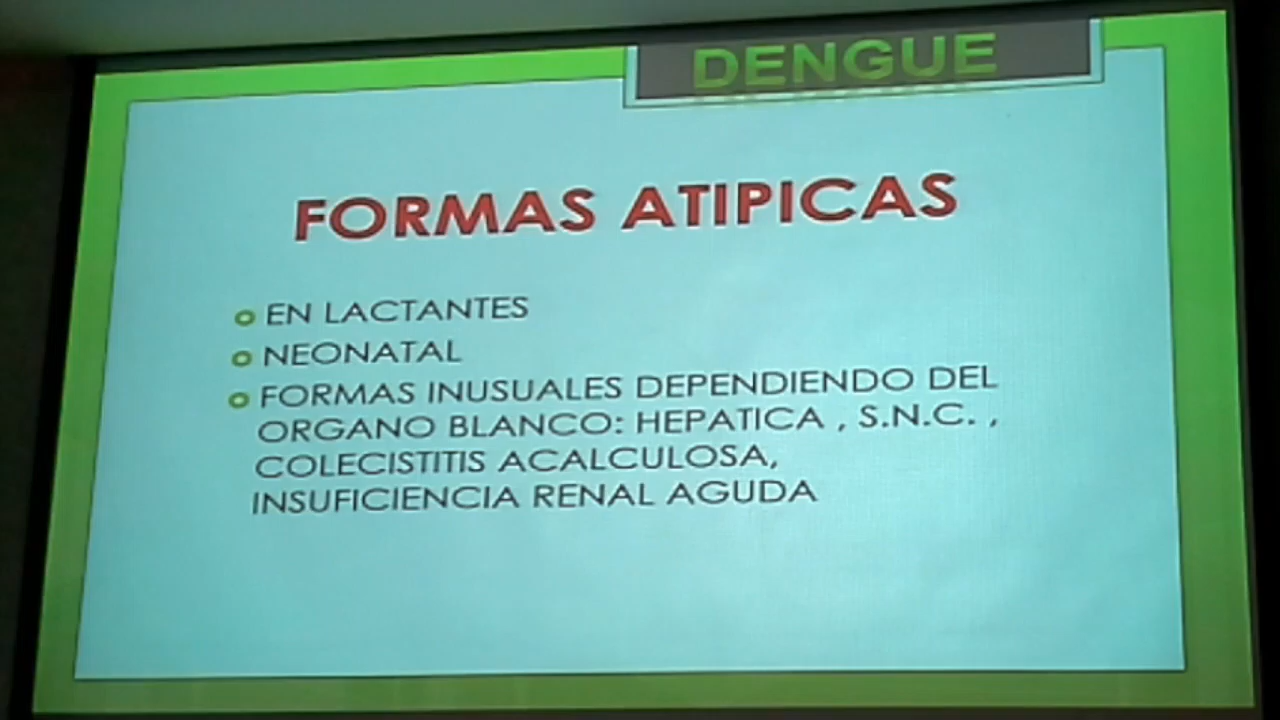 DENGUE
FORMAS ATIPICAS
EN LACTANTES
NEONATAL
FORMAS INUSUALES DEPENDIENDO DEL
ORGANO BLANCO: HEPATICA , S.N.C. ,
COLECISTITIS ACALCULOSA,
INSUFICIENCIA RENAL AGUDA